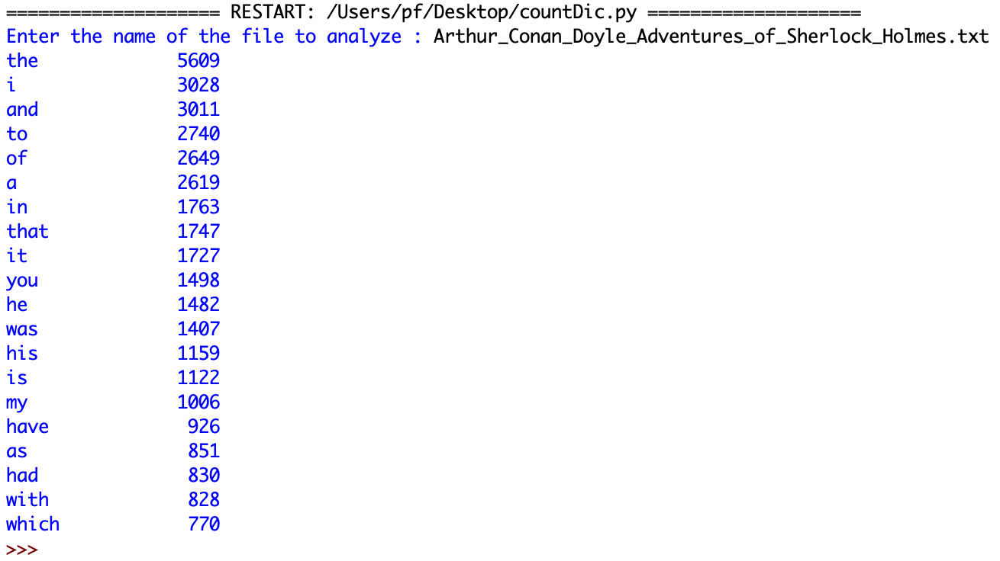 ==================== RESTART: /Users/pf/Desktop/countDic.py ====================
Enter the name of the file to analyze : Arthur_Conan_Doyle_Adventures_of_Sherlock_Holmes.txt
the             5609
i               3028
and             3011
to              2740
of              2649
a               2619
in              1763
that            1747
it              1727
you             1498
he              1482
was             1407
his             1159
is              1122
my              1006
have             926
as               851
had              830
with             828
which            770
>>>